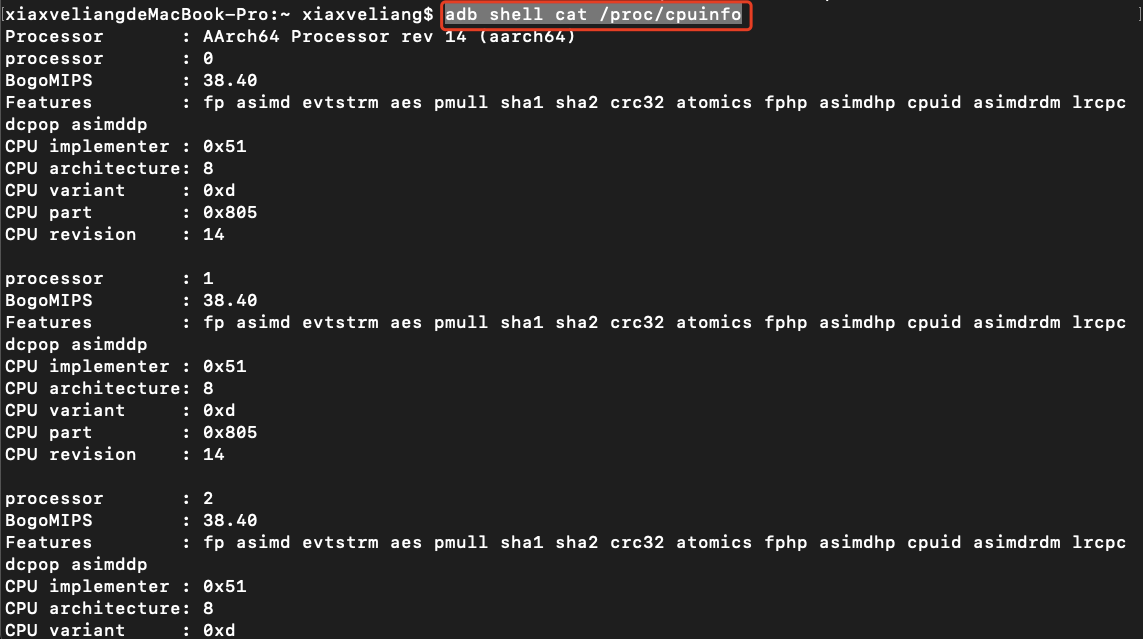 xiaxveliangdeMacBook-Pro:~ xiaxveliang$ adb shell cat /proc/cpuinfo
Processor       : AArch64 Processor rev 14 (aarch64)
processor       : 0
BogoMIPS        : 38.40
Features        : fp asimd evtstrm aes pmull sha1 sha2 crc32 atomics fphp asimdhp cpuid asimdrdm lrcpc
dcpop asimddp
CPU implementer : 0x51
CPU architecture: 8
CPU variant     : 0xd
CPU part        : 0x805
CPU revision    : 14

processor       : 1
BogoMIPS        : 38.40
Features        : fp asimd evtstrm aes pmull sha1 sha2 crc32 atomics fphp asimdhp cpuid asimdrdm lrcpc
dcpop asimddp
CPU implementer : 0x51
CPU architecture: 8
CPU variant     : 0xd
CPU part        : 0x805
CPU revision    : 14

processor       : 2
BogoMIPS        : 38.40
Features        : fp asimd evtstrm aes pmull sha1 sha2 crc32 atomics fphp asimdhp cpuid asimdrdm lrcpc
dcpop asimddp
CPU implementer : 0x51
CPU architecture: 8
CPU variant     : 0xd